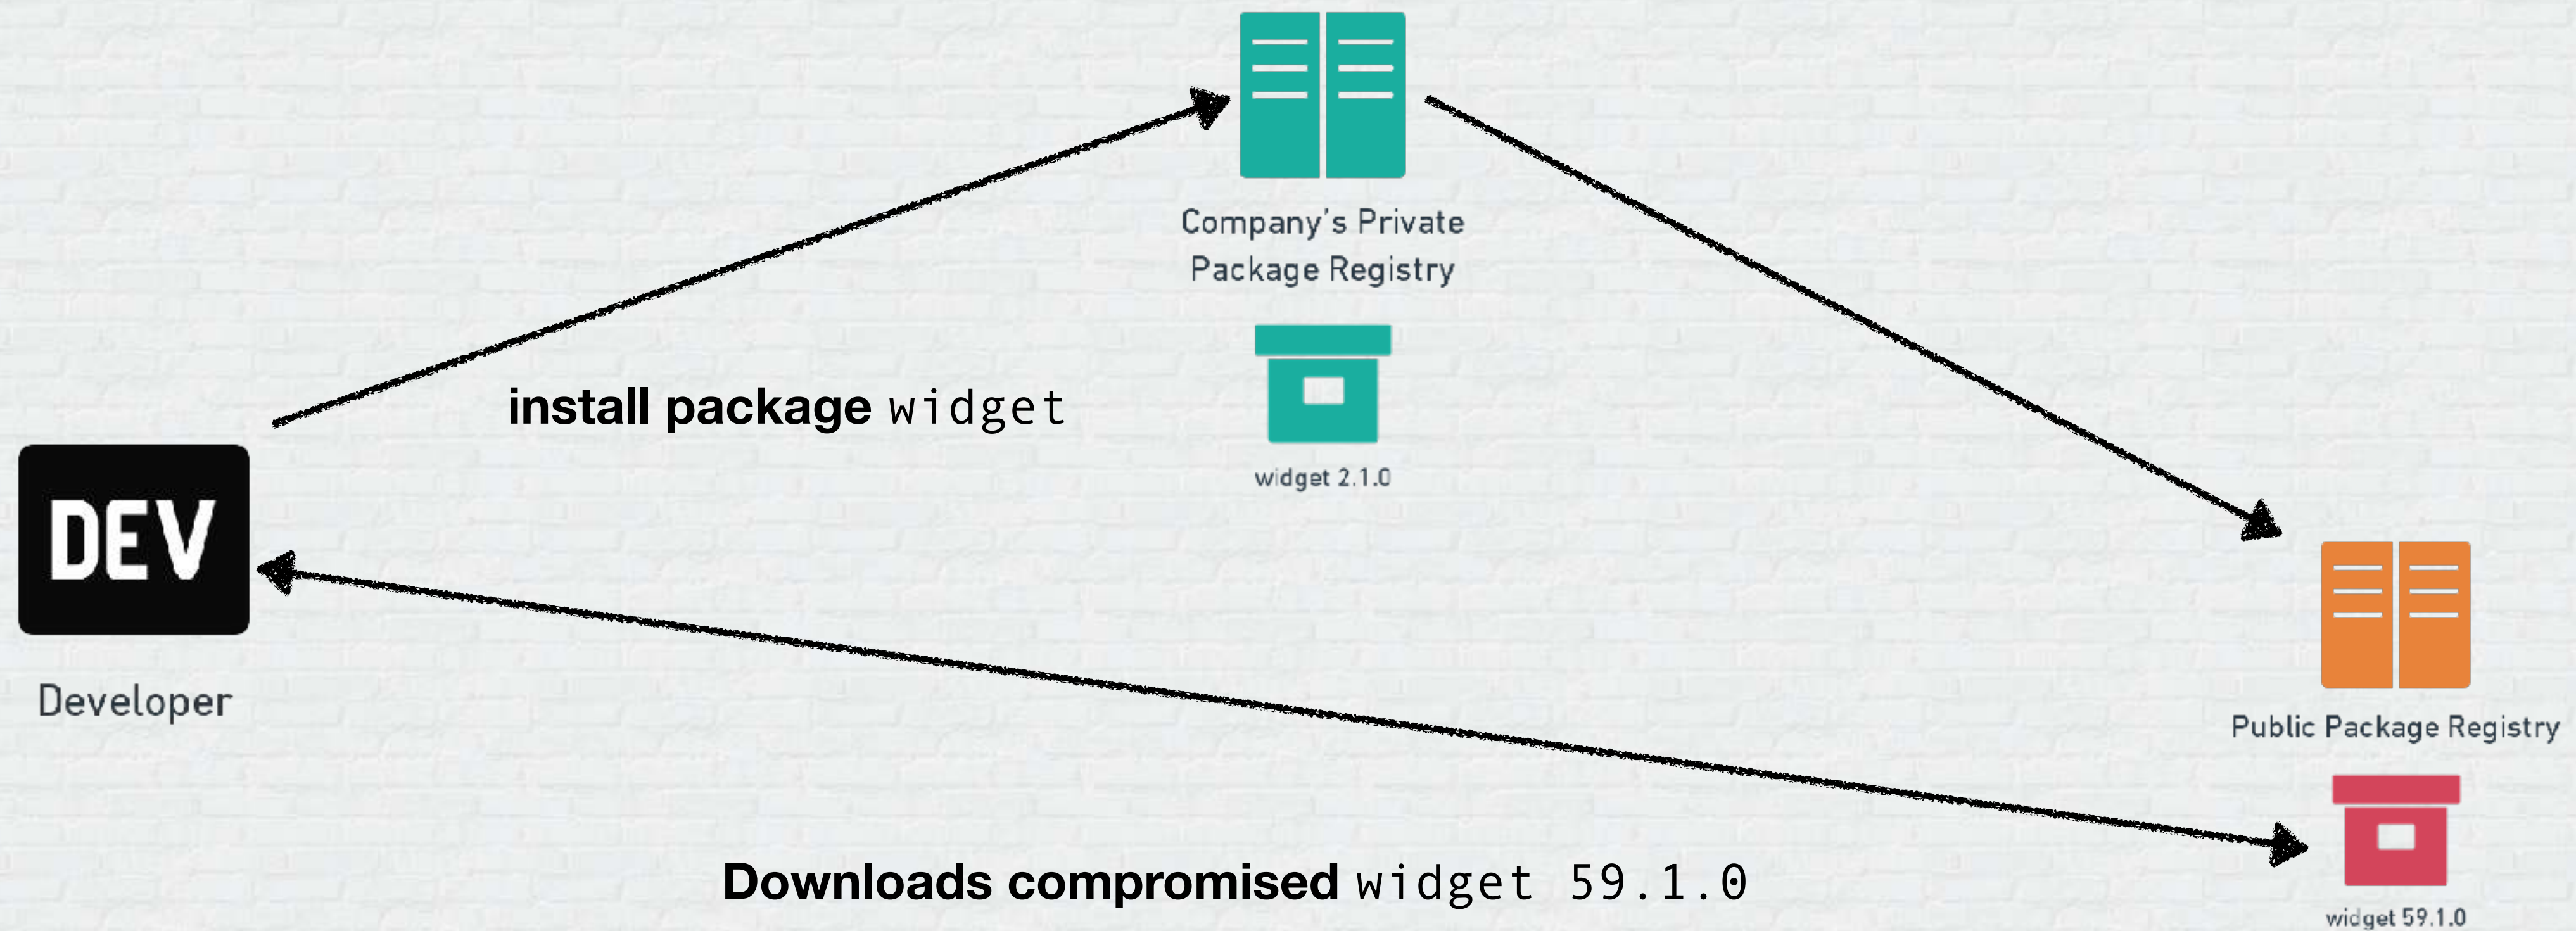 Company's Private
Package Registry
install package widget
widget 2.1.0
DEV
Developer
Public Package Registry
Downloads compromised widget 59.1.0
widget 59.1.0